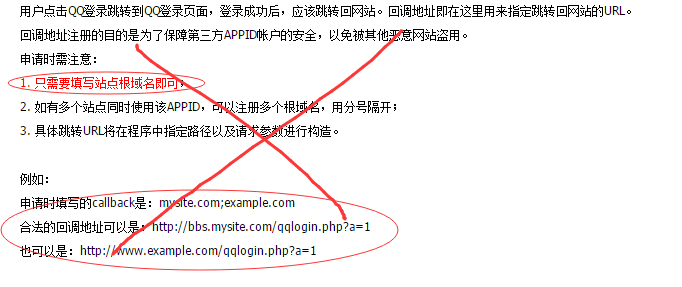 用户点击QQ登录跳转到QQ登录页面，登录成功后，应该跳转回网站。回调地址即在这里用来指定跳转回网站的URL。
回调地址注册的目的是为了保障第三方APPID帐户的安全，以免被其他恶意网站盗用。
申请时需注意：
1. 只需要填写站点根域名即可；
2. 如有多个站点同时使用该APPID，可以注册多个根域名，用分号隔开；
3. 具体跳转URL将在程序中指定路径以及请求参数进行构造。
例如：
申请时填写的callback是：mysite.com;example.com
合法的回调地址可以是：http://bbs.mysite.com/qqlogin.php?a=1
也可以是：http://www.example.com/qqlogin.php?a=1